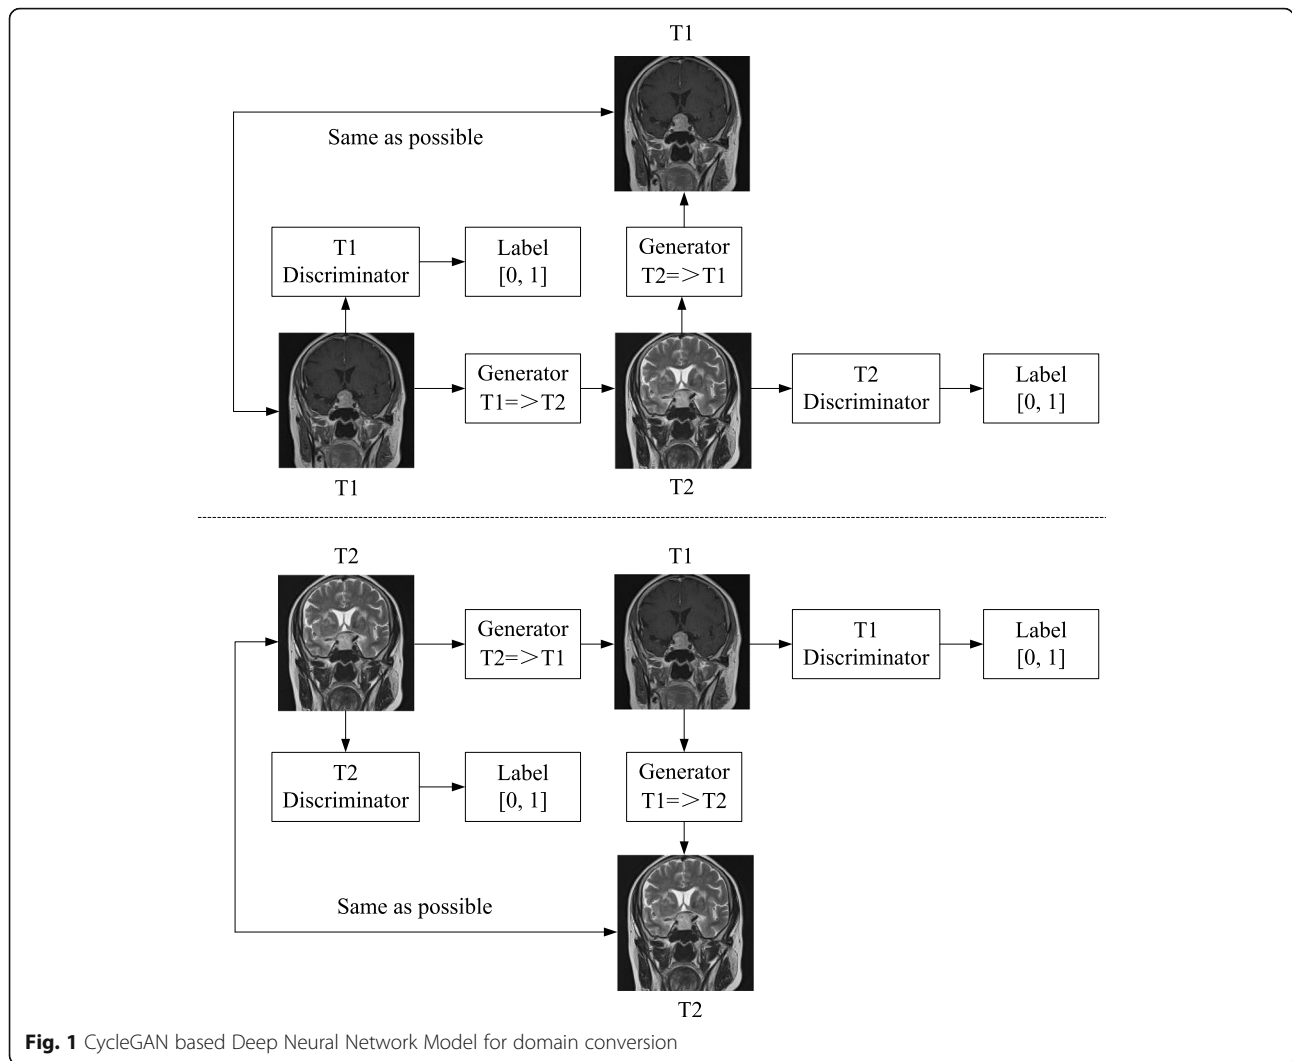 T1
Same as possible
T1
Discriminator
Label
[0, 1]
Generator
T2=>T1
Generator
T1=>T2
T2
Discriminator
Label
[0, 1]
T1
T2
T2
T1
Generator
T2=>T1
T1
Discriminator
Label
[0, 1]
T2
Discriminator
Label
[0, 1]
Generator
T1=>T2
Same as possible
T2
Fig. 1 CycleGAN based Deep Neural Network Model for domain conversion